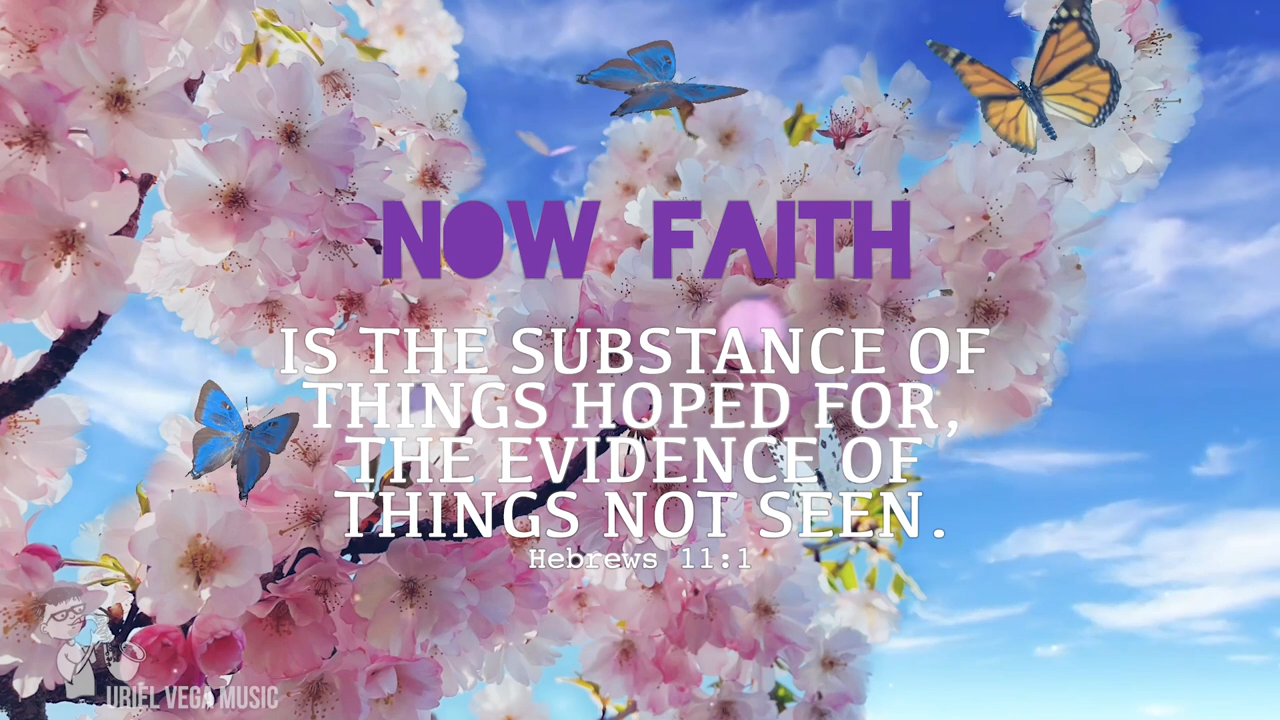 NOW FAITH
IS THE SUBSTANCE OF
THINGS HOPED FOR,
THE EVIDENCE OF
THINGS NOT SEEN.
Hebrews 11:1
URIEL VEGA MUSIC